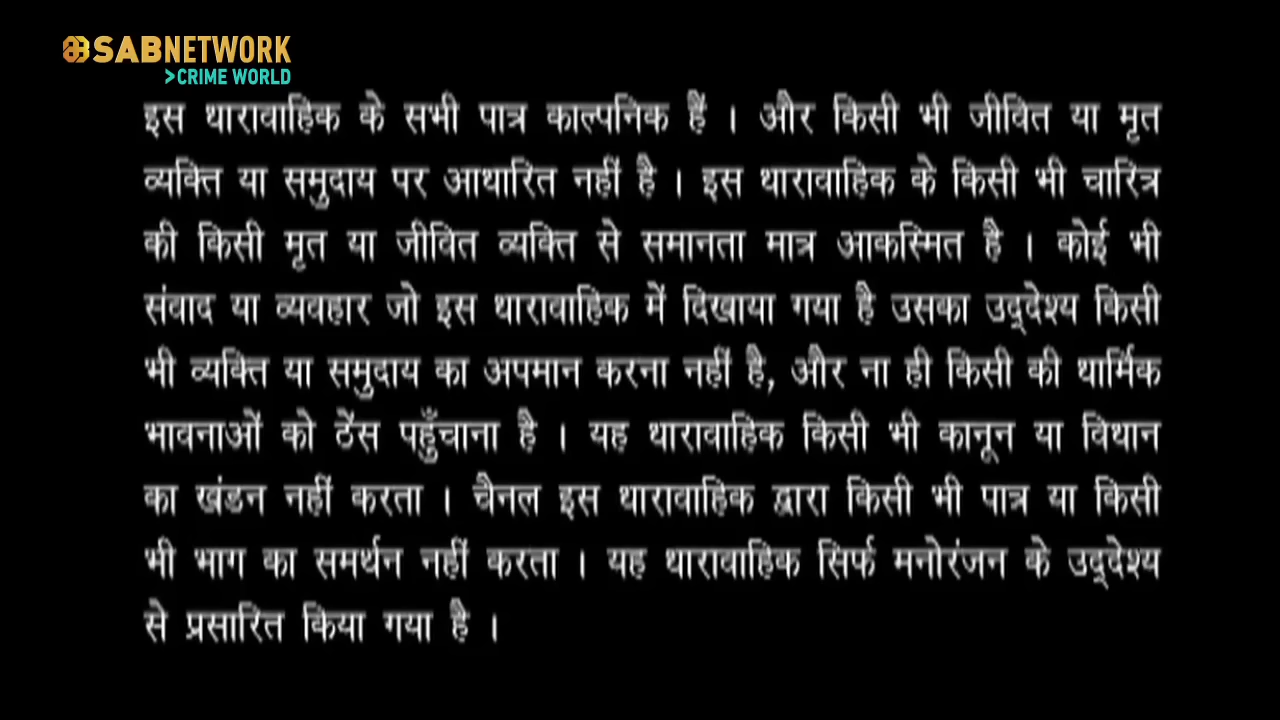 SABNETWORK
>CRIME WORLD
इस धारावाहिक के सभी पात्र काल्पनिक हैं । और किसी भी जीवित या मृत
व्यक्ति या समुदाय पर आधारित नहीं है । इस धारावाहिक के किसी भी चारित्र
की किसी मृत या जीवित व्यक्ति से समानता मात्र आकस्मित है । कोई भी
संवाद या व्यवहार जो इस धारावाहिक में दिखाया गया है उसका उद्देश्य किसी
भी व्यक्ति या समुदाय का अपमान करना नहीं है, और ना ही किसी की धार्मिक
भावनाओं को ठेंस पहुँचाना है । यह धारावाहिक किसी भी कानून या विधान
का खंडन नहीं करता । चैनल इस धारावाहिक द्वारा किसी भी पात्र या किसी
भी भाग का समर्थन नहीं करता । यह धारावाहिक सिर्फ मनोरंजन के उद्देश्य
से प्रसारित किया गया है ।